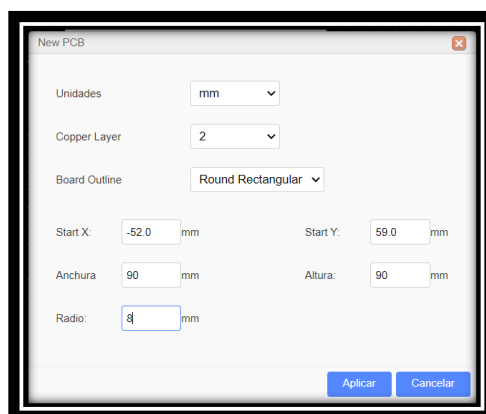 New PCB
Unidades mm
Copper Layer 2
Board Outline Round Rectangular
Start X: -52.0 mm Start Y: 59.0 mm
Anchura 90 mm Altura: 90 mm
Radio: 8 mm
Aplicar Cancelar